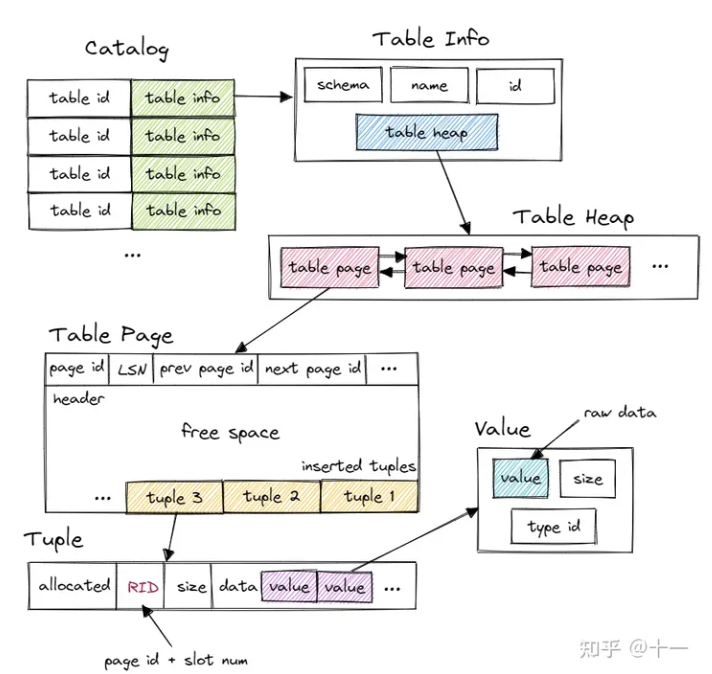 Catalog
Table Info
table id
table info
schema
name
id
table id
table info
table heap
table id
table info
table id
table info
...
Table Heap
table page
table page
table page
...
Table Page
page id
LSN
prev page id
next page id
...
header
free space
inserted tuples
...
tuple 3
tuple 2
tuple 1
raw data
Value
value
size
type id
Tuple
allocated
RID
size
data
value
value
...
page id + slot num
知乎 @十一